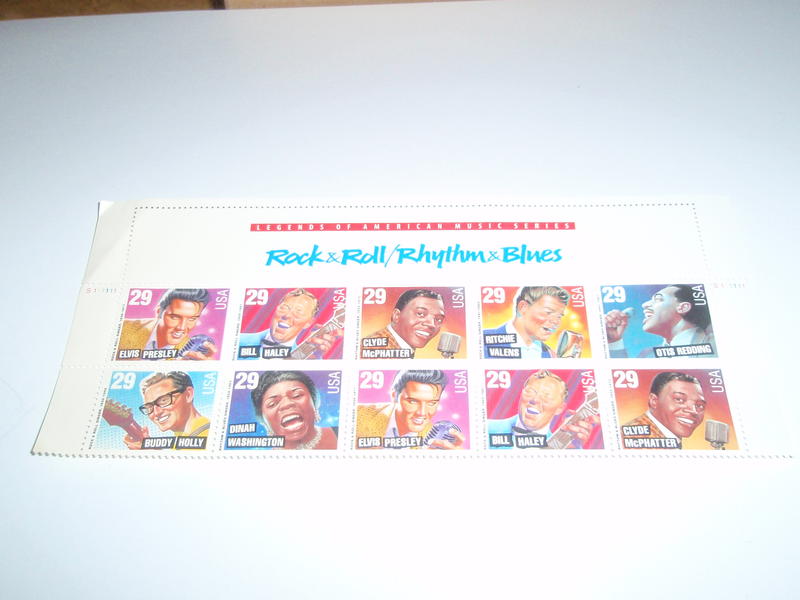 LEGENDS OF AMERICAN MUSIC SERIES
Rock & Roll/Rhythm & Blues
29 USA ELVIS PRESLEY
29 USA BILL HALEY
29 USA CLYDE McPHATTER
29 USA RITCHIE VALENS
29 USA OTIS REDDING
29 USA BUDDY HOLLY
29 USA DINAH WASHINGTON
29 USA ELVIS PRESLEY
29 USA BILL HALEY
29 USA CLYDE McPHATTER